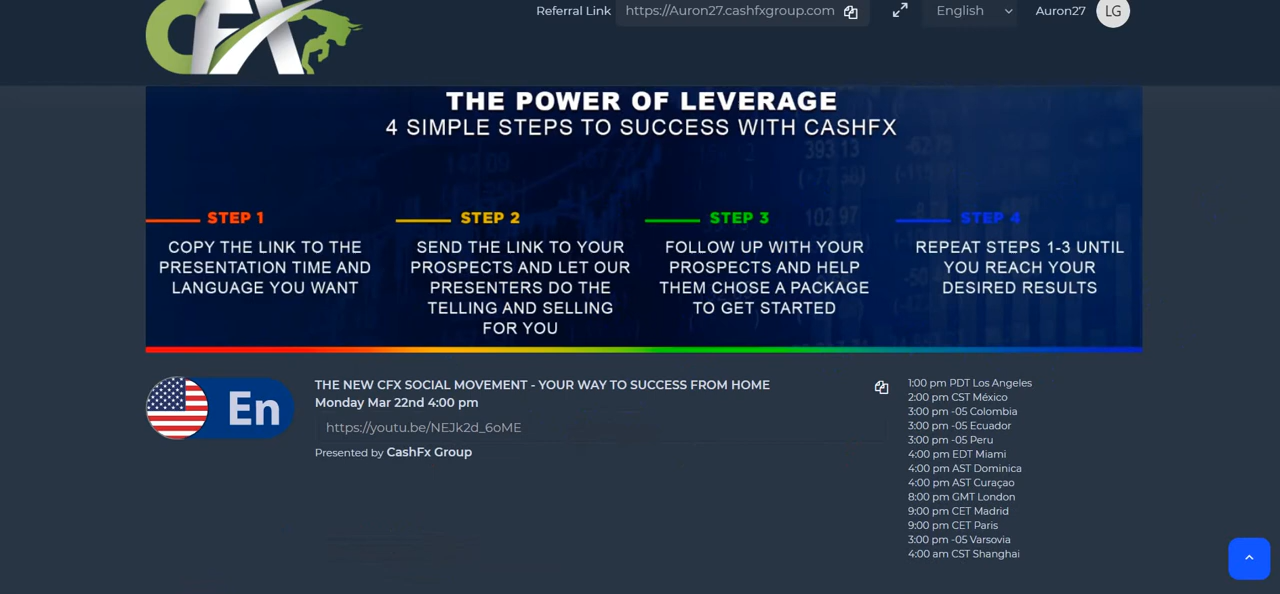 CFX
Referral Link https://Auron27.cashfxgroup.com English Auron27 LG
THE POWER OF LEVERAGE
4 SIMPLE STEPS TO SUCCESS WITH CASHFX
STEP 1
COPY THE LINK TO THE
PRESENTATION TIME AND
LANGUAGE YOU WANT
STEP 2
SEND THE LINK TO YOUR
PROSPECTS AND LET OUR
PRESENTERS DO THE
TELLING AND SELLING
FOR YOU
STEP 3
FOLLOW UP WITH YOUR
PROSPECTS AND HELP
THEM CHOSE A PACKAGE
TO GET STARTED
STEP 4
REPEAT STEPS 1-3 UNTIL
YOU REACH YOUR
DESIRED RESULTS
En
THE NEW CFX SOCIAL MOVEMENT - YOUR WAY TO SUCCESS FROM HOME
Monday Mar 22nd 4:00 pm
https://youtu.be/NEJk2d_6oME
Presented by CashFx Group
1:00 pm PDT Los Angeles
2:00 pm CST México
3:00 pm -05 Colombia
3:00 pm -05 Ecuador
3:00 pm -05 Peru
4:00 pm EDT Miami
4:00 pm AST Dominica
4:00 pm AST Curaçao
8:00 pm GMT London
9:00 pm CET Madrid
9:00 pm CET Paris
3:00 pm -05 Varsovia
4:00 am CST Shanghai